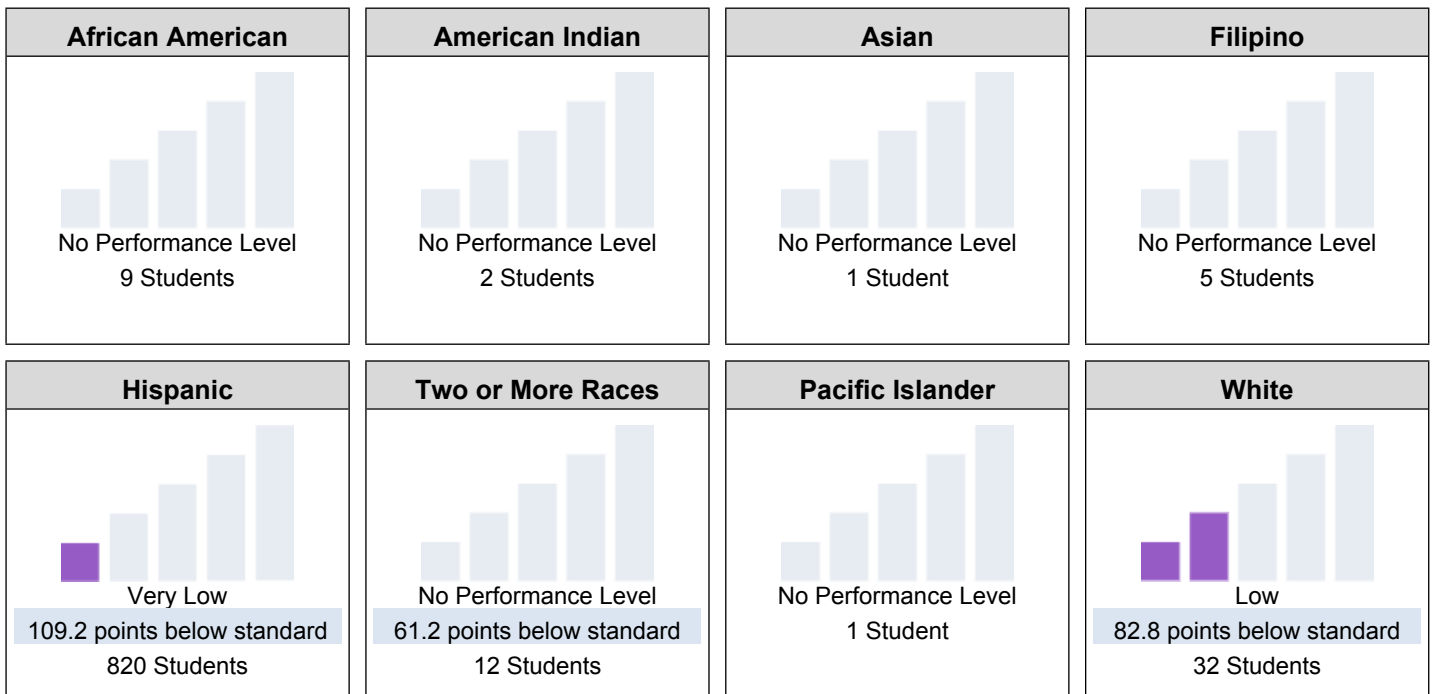 African American
No Performance Level
9 Students
American Indian
No Performance Level
2 Students
Asian
No Performance Level
1 Student
Filipino
No Performance Level
5 Students
Hispanic
Very Low
109.2 points below standard
820 Students
Two or More Races
No Performance Level
61.2 points below standard
12 Students
Pacific Islander
No Performance Level
1 Student
White
Low
82.8 points below standard
32 Students